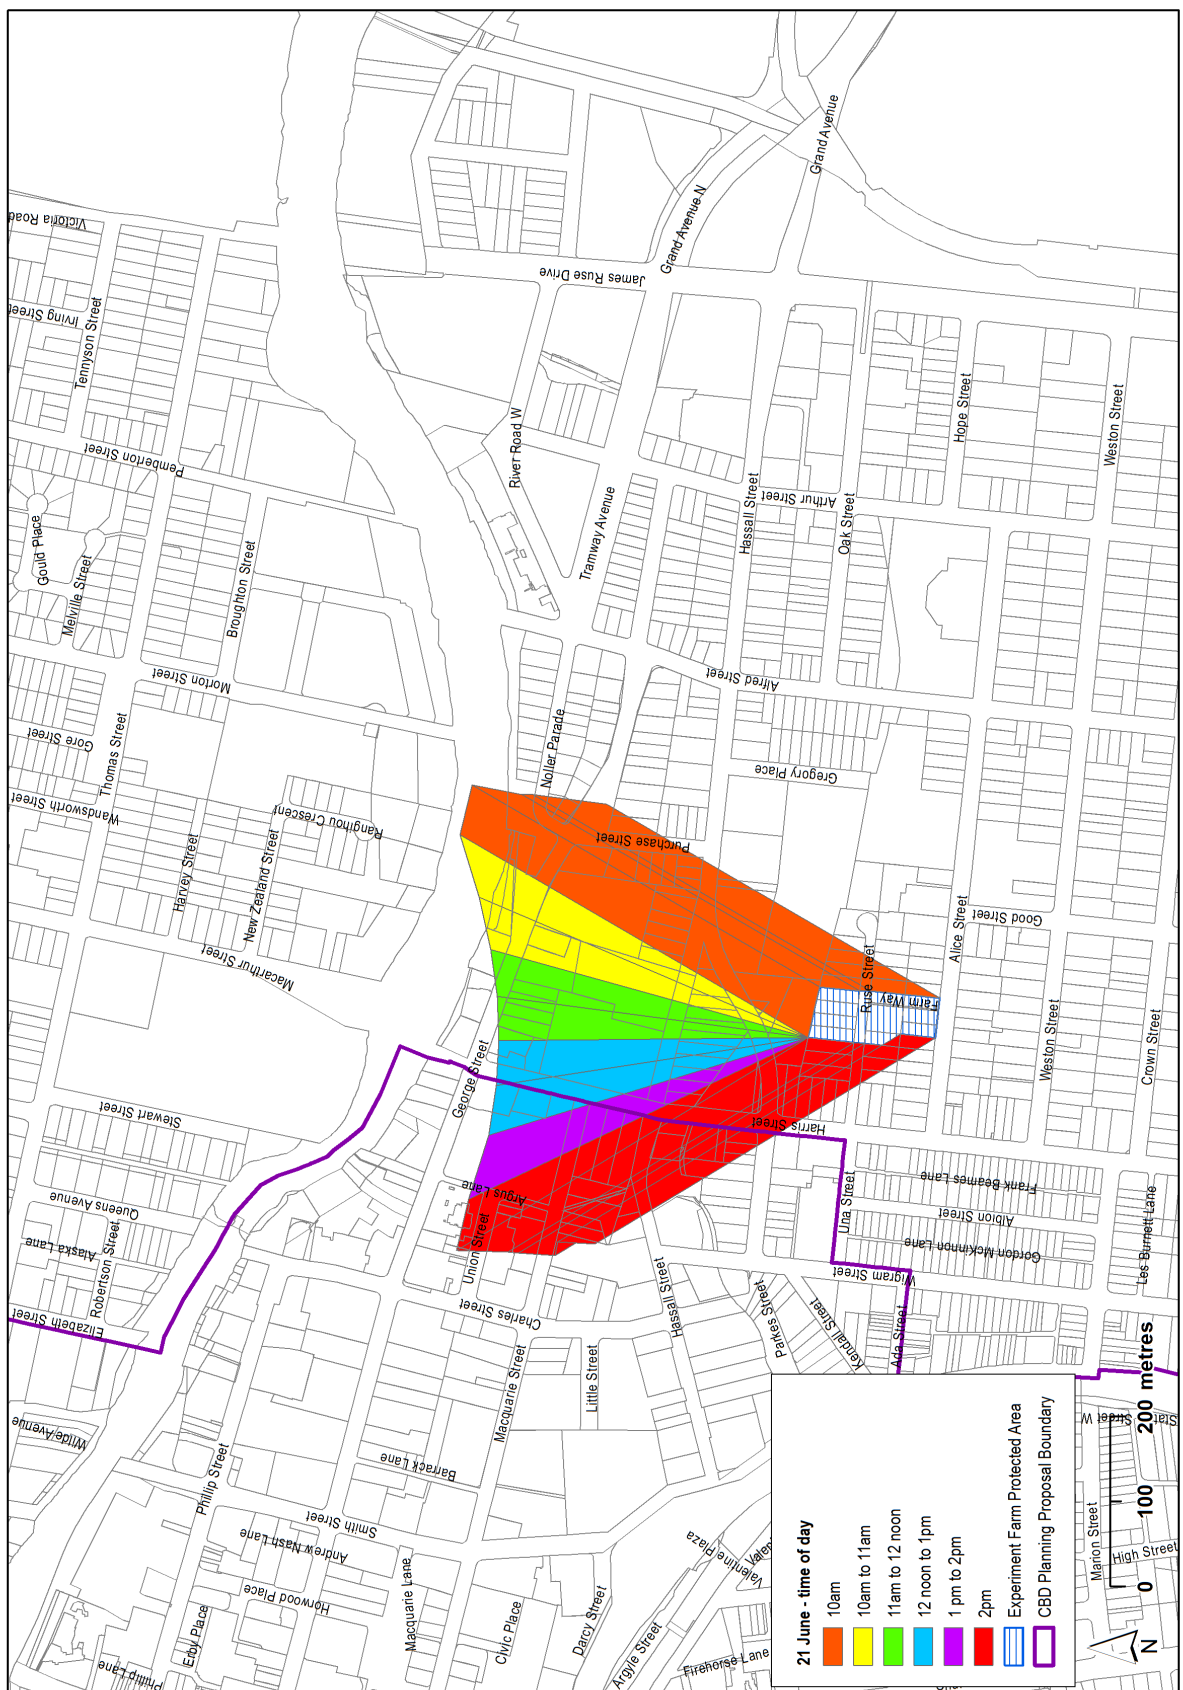 Victoria Road
Irving Street
Tennyson Street
Pemberton Street
Gould Place
Melville Street
Broughton Street
Morton Street
Gore Street
Thomas Street
Wandsworth Street
Harvey Street
New Zealand Street
Rangihou Crescent
Macarthur Street
Stewart Street
Queens Avenue
Alaska Lane
Robertson Street
Elizabeth Street
Wilde Avenue
Phillip Street
Smith Street
Andrew Nash Lane
Horwood Place
Erby Place
Phillip Lane
Macquarie Lane
Barrack Lane
Macquarie Street
Civic Place
Darcy Street
Argyle Street
Firehorse Lane
Valentine Plaza
Little Street
Charles Street
Union Street
Argus Lane
George Street
Hassall Street
Parkes Street
Kendall Street
Ada Street
Wigram Street
Una Street
Harris Street
Gordon McKinnon Lane
Albion Street
Frank Beames Lane
Les Burnett Lane
Crown Street
Weston Street
Alice Street
Good Street
Farm Way
Ruse Street
Purchase Street
Noller Parade
Gregory Place
Alfred Street
Tramway Avenue
River Road W
Hassall Street
Arthur Street
Oak Street
Hope Street
Weston Street
James Ruse Drive
Grand Avenue N
Grand Avenue
Marion Street
High Street
21 June - time of day
10am
10am to 11am
11am to 12 noon
12 noon to 1pm
1 pm to 2pm
2pm
Experiment Farm Protected Area
CBD Planning Proposal Boundary
N
0 100 200 metres